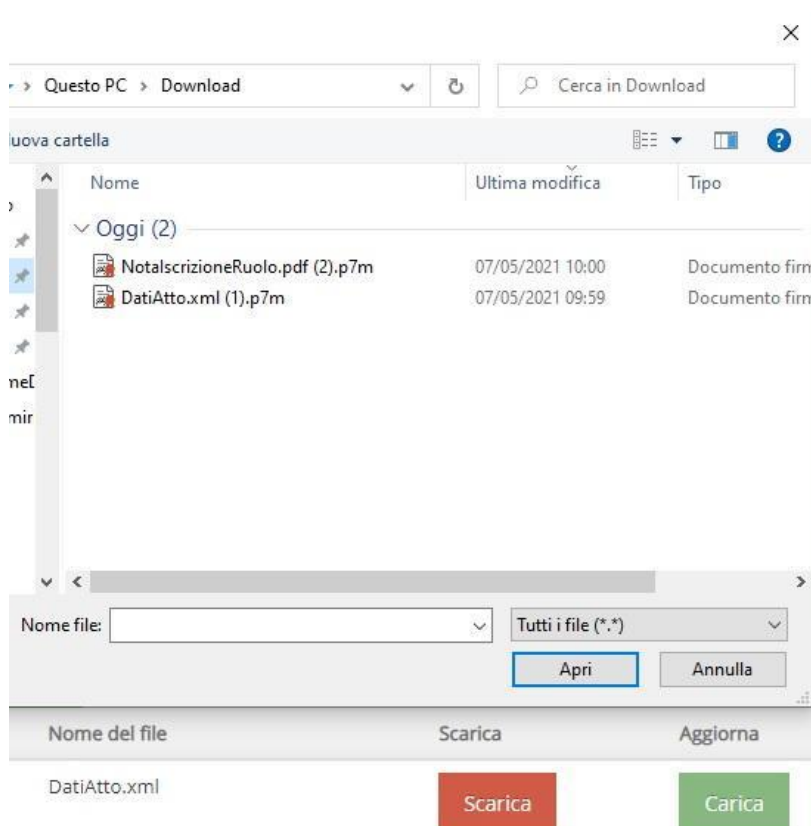 Questo PC > Download
Cerca in Download
uova cartella
Nome Ultima modifica Tipo
Oggi (2)
NotaIscrizioneRuolo.pdf (2).p7m 07/05/2021 10:00 Documento firm
DatiAtto.xml (1).p7m 07/05/2021 09:59 Documento firm
Nome file:
Tutti i file (*.*)
Apri Annulla
Nome del file Scarica Aggiorna
DatiAtto.xml Scarica Carica